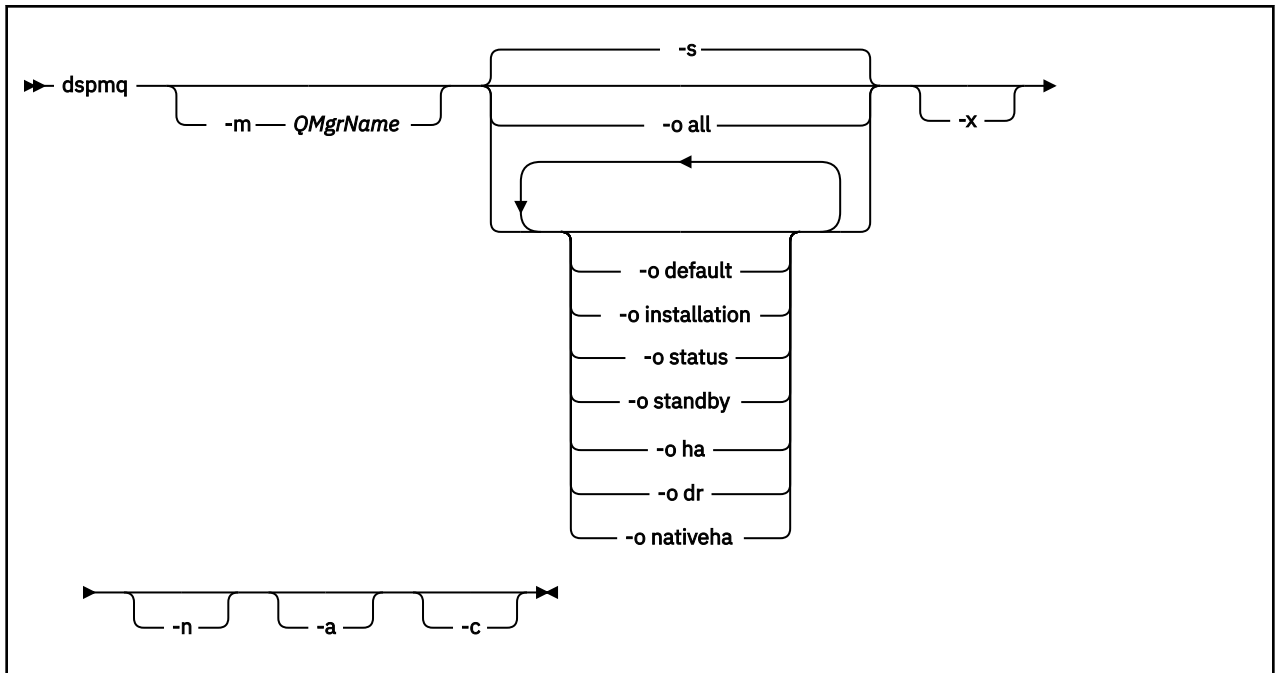 -s
dspmq
-m QMgrName
-o all
-x
-o default
-o installation
-o status
-o standby
-o ha
-o dr
-o nativeha
-n
-a
-c